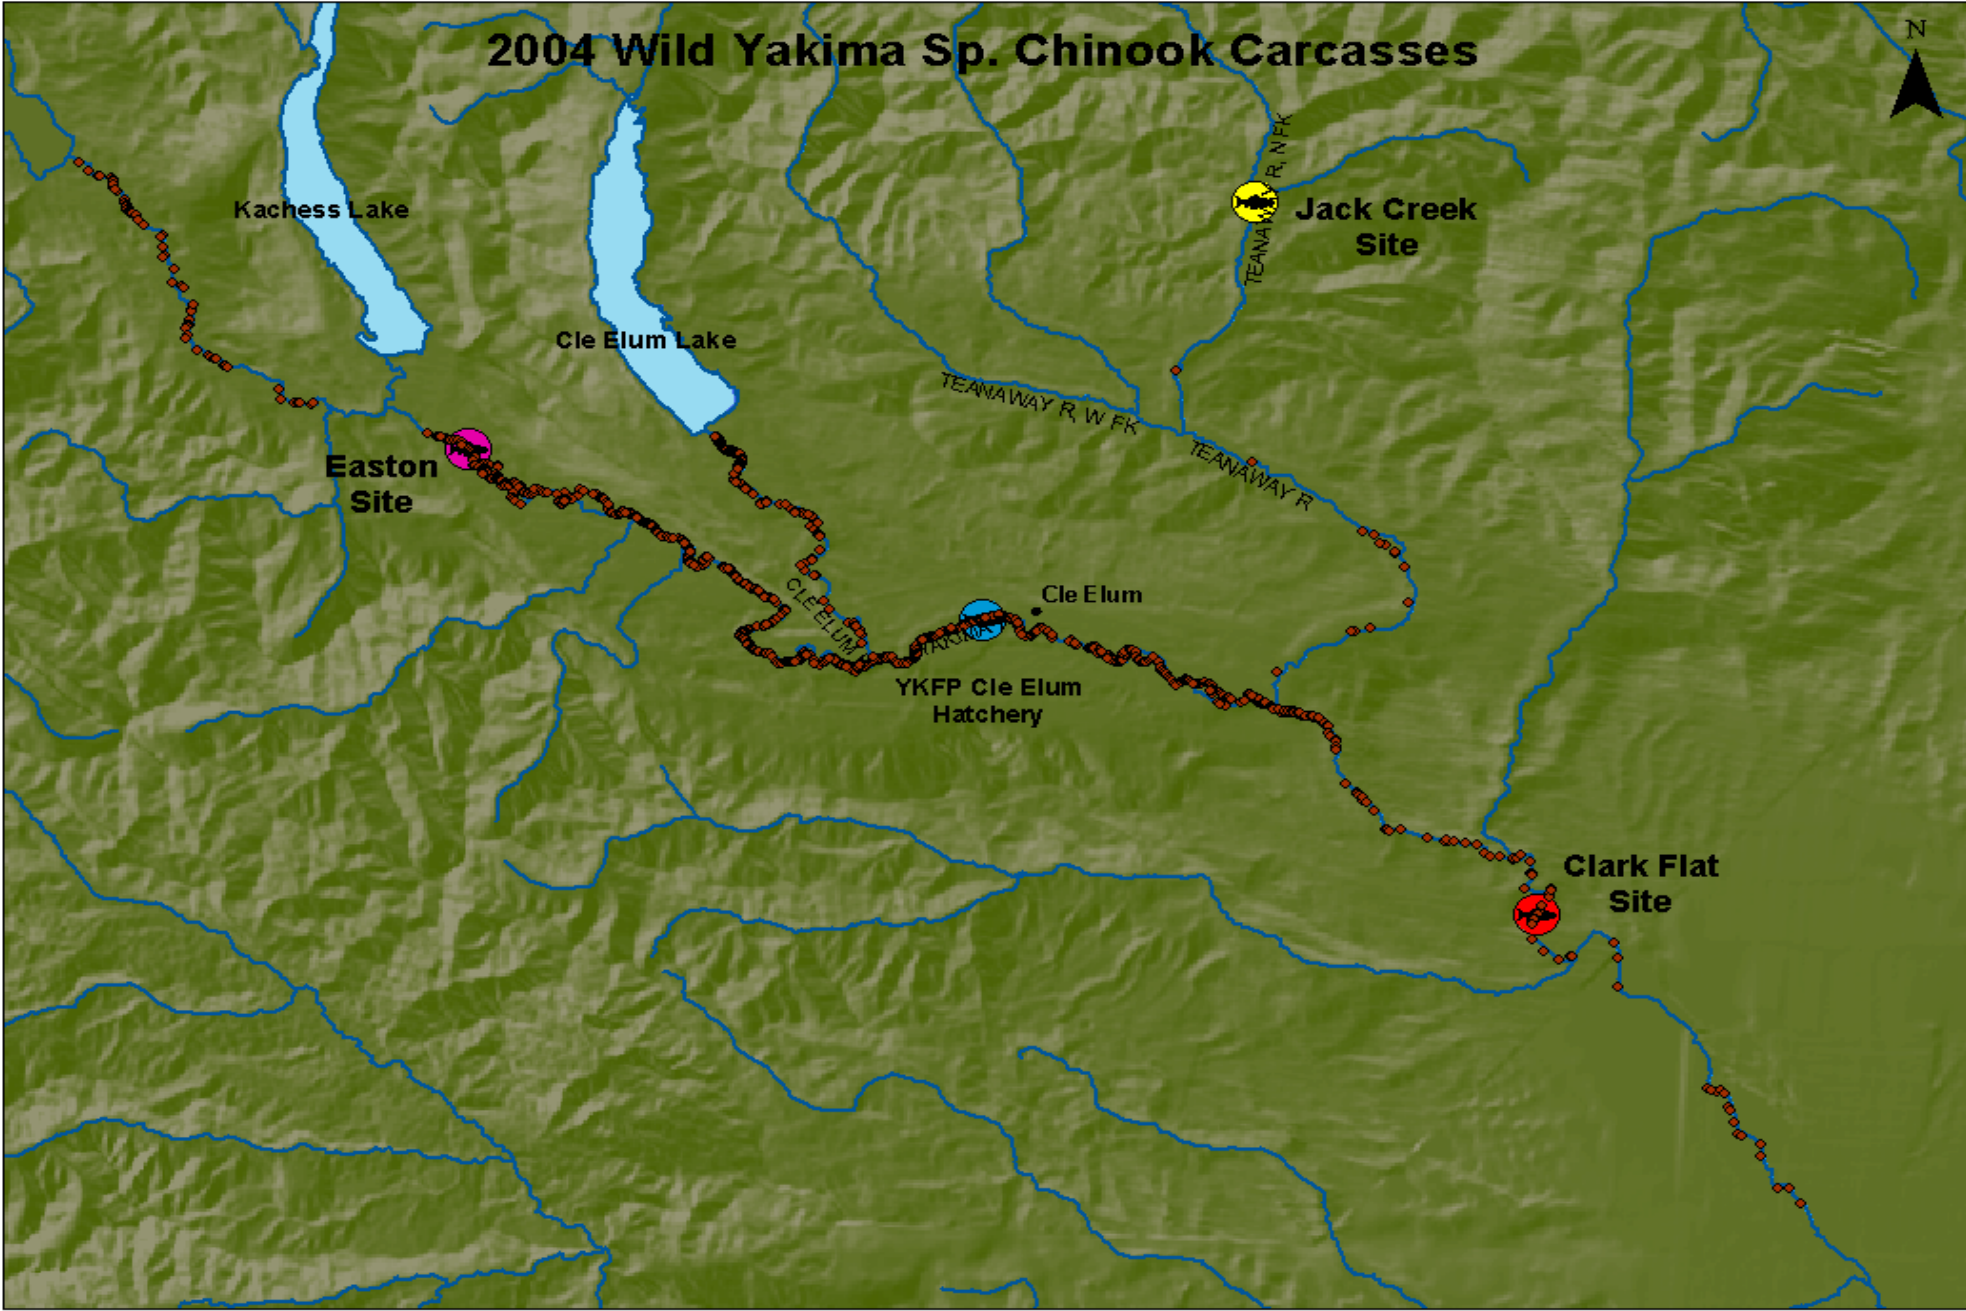 2004 Wild Yakima Sp. Chinook Carcasses
N
TEANAWAY R, N FK
Jack Creek
Site
Kachess Lake
Cle Elum Lake
TEANAWAY R, W FK
TEANAWAY R
Easton
Site
CLE ELUM
Cle Elum
YAKIMA
YKFP Cle Elum
Hatchery
Clark Flat
Site